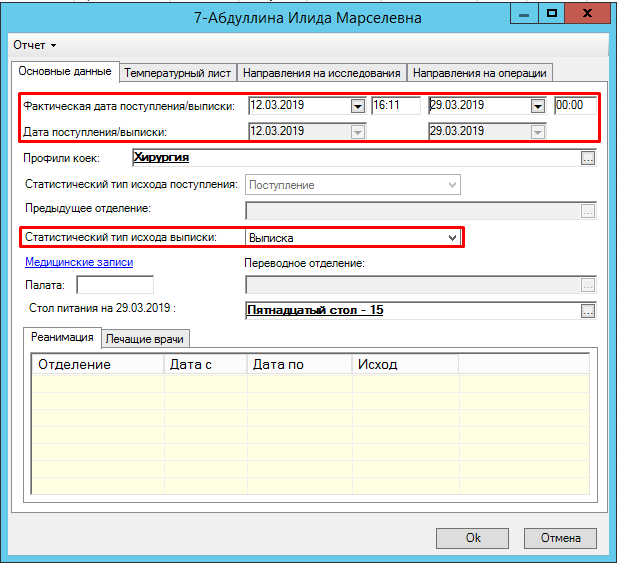 7-Абдуллина Илида Марселевна
Отчет
Основные данные Температурный лист Направления на исследования Направления на операции
Фактическая дата поступления/выписки: 12.03.2019 16:11 29.03.2019 00:00
Дата поступления/выписки: 12.03.2019 29.03.2019
Профили коек: Хирургия ...
Статистический тип исхода поступления: Поступление
Предыдущее отделение: ...
Статистический тип исхода выписки: Выписка
Медицинские записи Переводное отделение:
Палата: ...
Стол питания на 29.03.2019 : Пятнадцатый стол - 15 ...
Реанимация Лечащие врачи
Отделение Дата с Дата по Исход
Ok Отмена